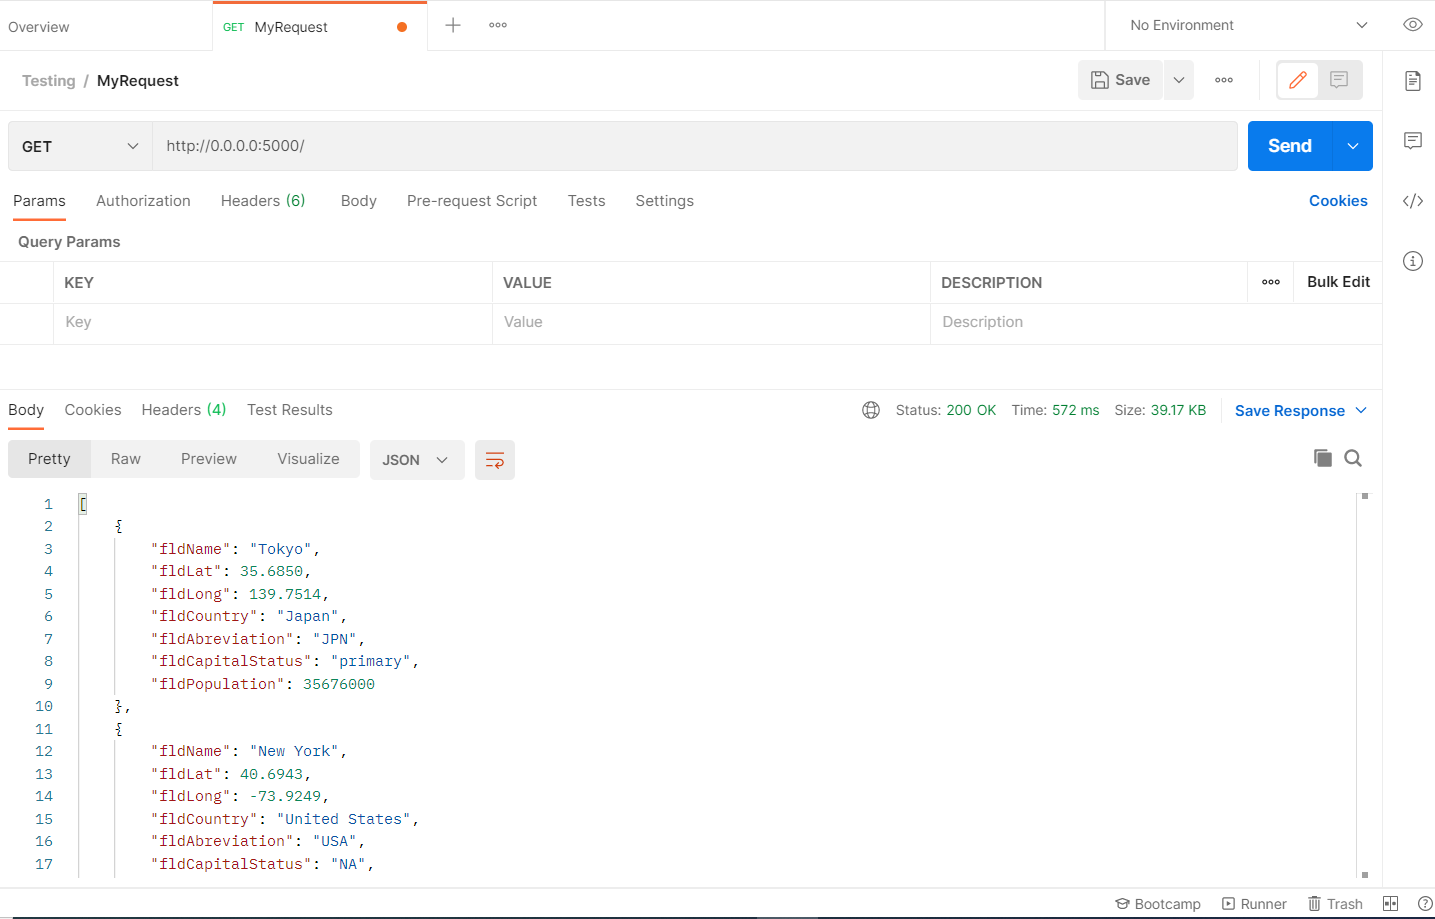 Overview
GET MyRequest
No Environment
Testing / MyRequest
Save
GET
http://0.0.0.0:5000/
Send
Params Authorization Headers (6) Body Pre-request Script Tests Settings Cookies
Query Params
KEY VALUE DESCRIPTION Bulk Edit
Key Value Description
Body Cookies Headers (4) Test Results Status: 200 OK Time: 572 ms Size: 39.17 KB Save Response
Pretty Raw Preview Visualize JSON
1 [
2 {
3 "fldName": "Tokyo",
4 "fldLat": 35.6850,
5 "fldLong": 139.7514,
6 "fldCountry": "Japan",
7 "fldAbreviation": "JPN",
8 "fldCapitalStatus": "primary",
9 "fldPopulation": 35676000
10 },
11 {
12 "fldName": "New York",
13 "fldLat": 40.6943,
14 "fldLong": -73.9249,
15 "fldCountry": "United States",
16 "fldAbreviation": "USA",
17 "fldCapitalStatus": "NA",
Bootcamp Runner Trash